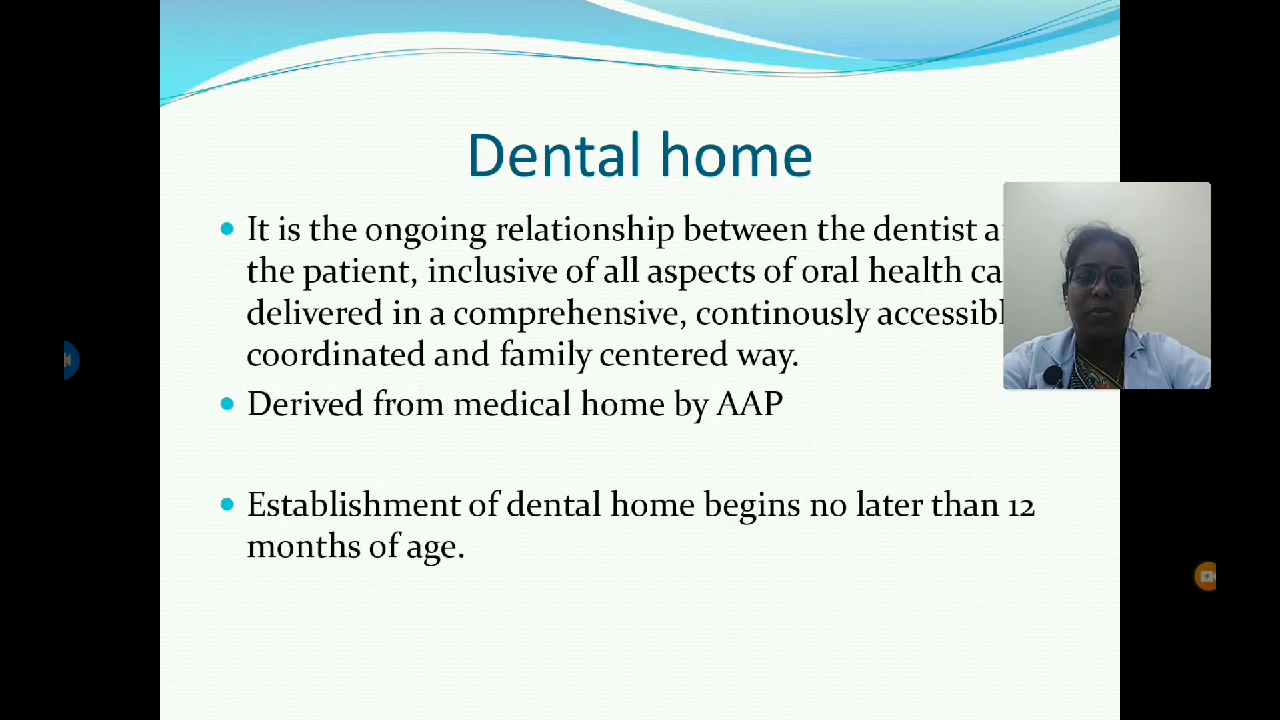 Dental home
It is the ongoing relationship between the dentist
the patient, inclusive of all aspects of oral health
delivered in a comprehensive, continously
coordinated and family centered way.
Derived from medical home by AAP
Establishment of dental home begins no later than 12
months of age.